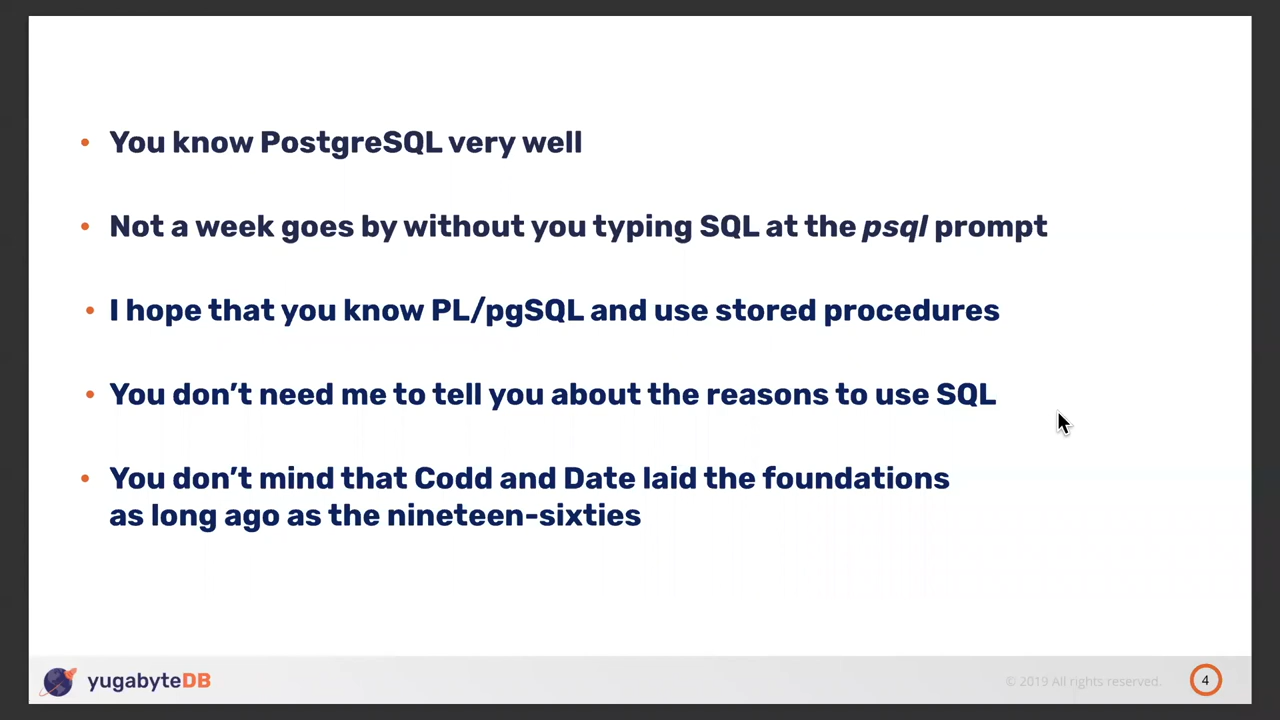 • You know PostgreSQL very well
• Not a week goes by without you typing SQL at the psql prompt
• I hope that you know PL/pgSQL and use stored procedures
• You don’t need me to tell you about the reasons to use SQL
• You don’t mind that Codd and Date laid the foundations
as long ago as the nineteen-sixties
yugabyteDB
© 2019 All rights reserved.
4